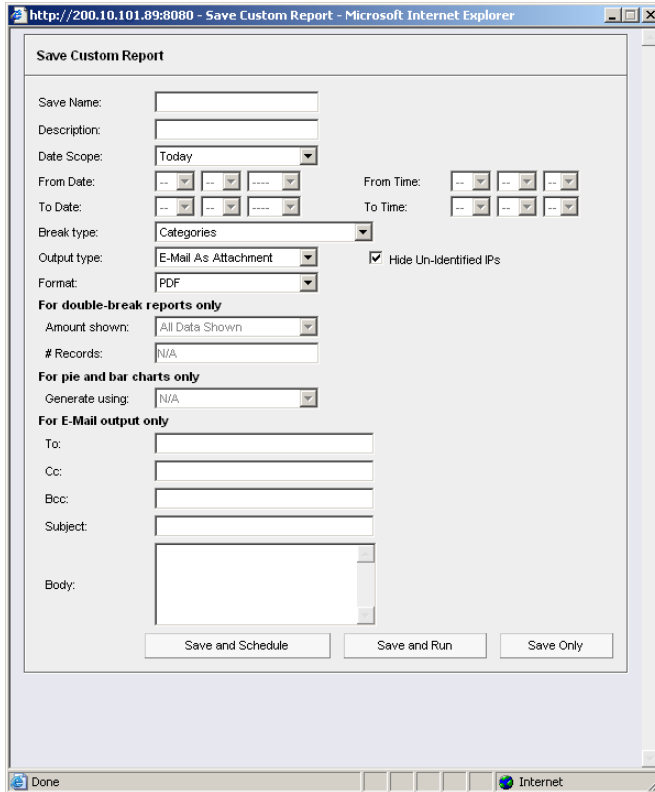 http://200.10.101.89:8080 - Save Custom Report - Microsoft Internet Explorer
Save Custom Report
Save Name:
Description:
Date Scope: Today
From Date: -- -- ---- From Time: -- -- --
To Date: -- -- ---- To Time: -- -- --
Break type: Categories
Output type: E-Mail As Attachment Hide Un-Identified IPs
Format: PDF
For double-break reports only
Amount shown: All Data Shown
# Records: N/A
For pie and bar charts only
Generate using: N/A
For E-Mail output only
To:
Cc:
Bcc:
Subject:
Body:
Save and Schedule Save and Run Save Only
Done Internet